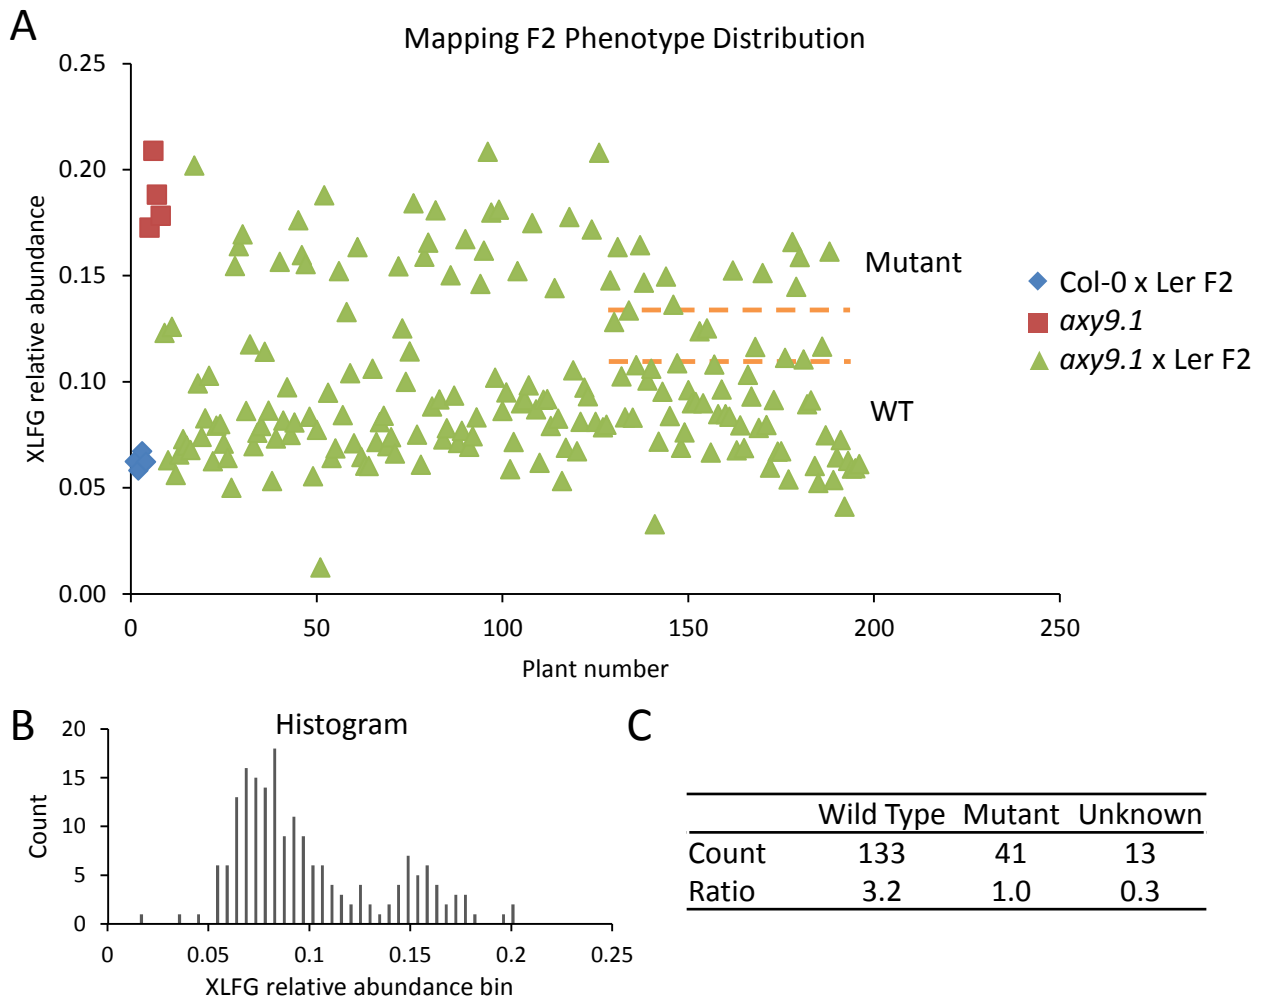 A
Mapping F2 Phenotype Distribution
XLFG relative abundance
0.25
0.20
0.15
0.10
0.05
0.00
0 50 100 150 200 250
Plant number
Mutant
WT
Col-0 x Ler F2
axy9.1
axy9.1 x Ler F2
B
Histogram
Count
20
15
10
5
0
0 0.05 0.1 0.15 0.2 0.25
XLFG relative abundance bin
C
Wild Type Mutant Unknown
Count 133 41 13
Ratio 3.2 1.0 0.3